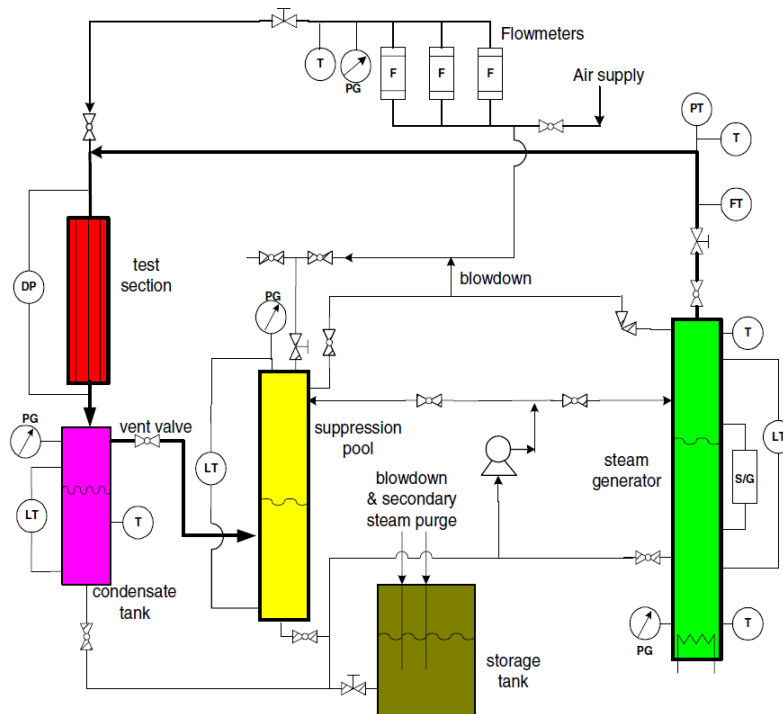 Flowmeters
T
PG
F
F
F
Air supply
PT
T
FT
test
section
DP
blowdown
PG
T
PG
vent valve
suppression
pool
LT
steam
generator
S/G
LT
LT
T
blowdown
& secondary
steam purge
condensate
tank
PG
T
storage
tank